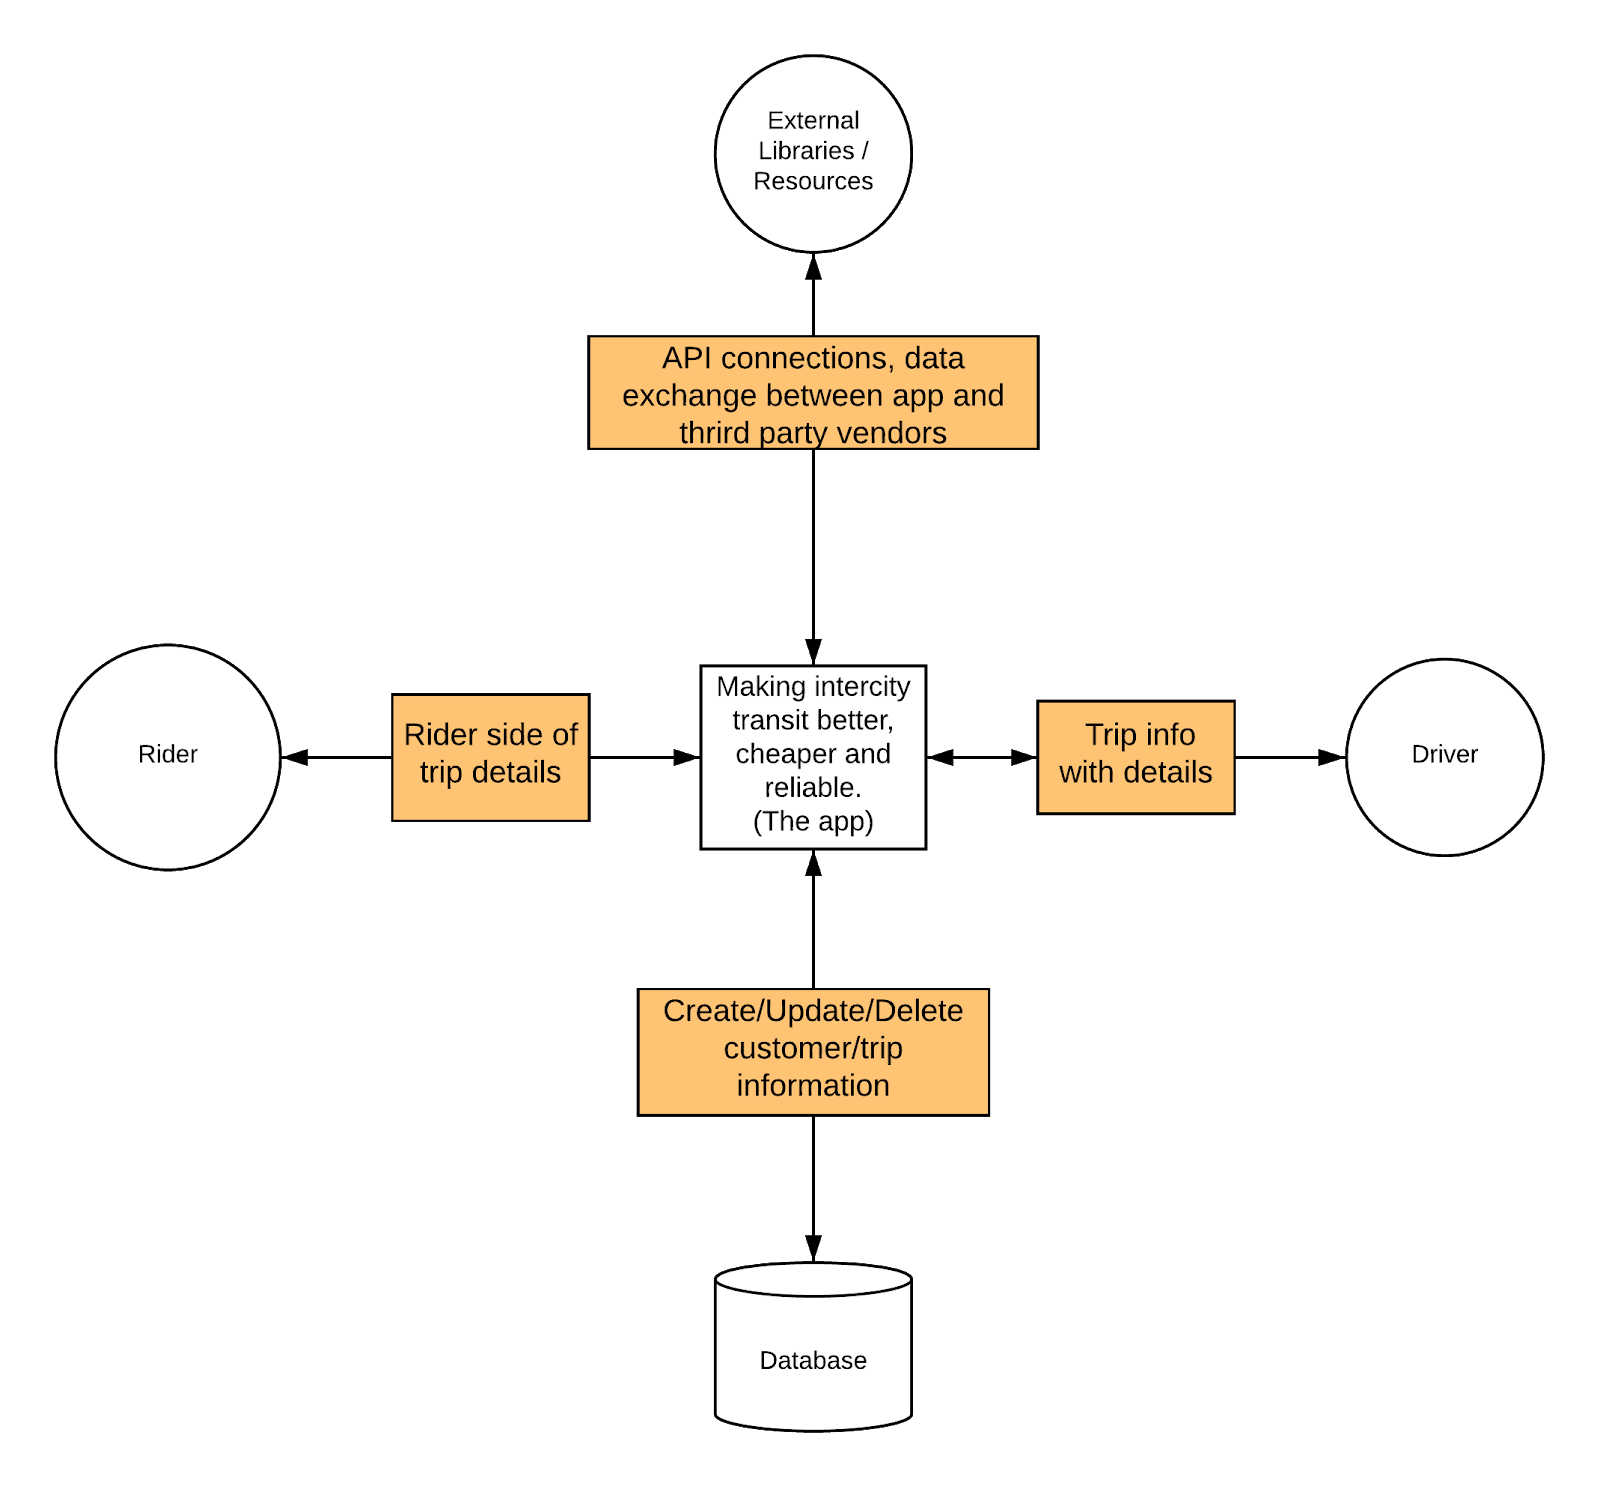 External
Libraries /
Resources
API connections, data
exchange between app and
thrird party vendors
Rider
Rider side of
trip details
Making intercity
transit better,
cheaper and
reliable.
(The app)
Trip info
with details
Driver
Create/Update/Delete
customer/trip
information
Database